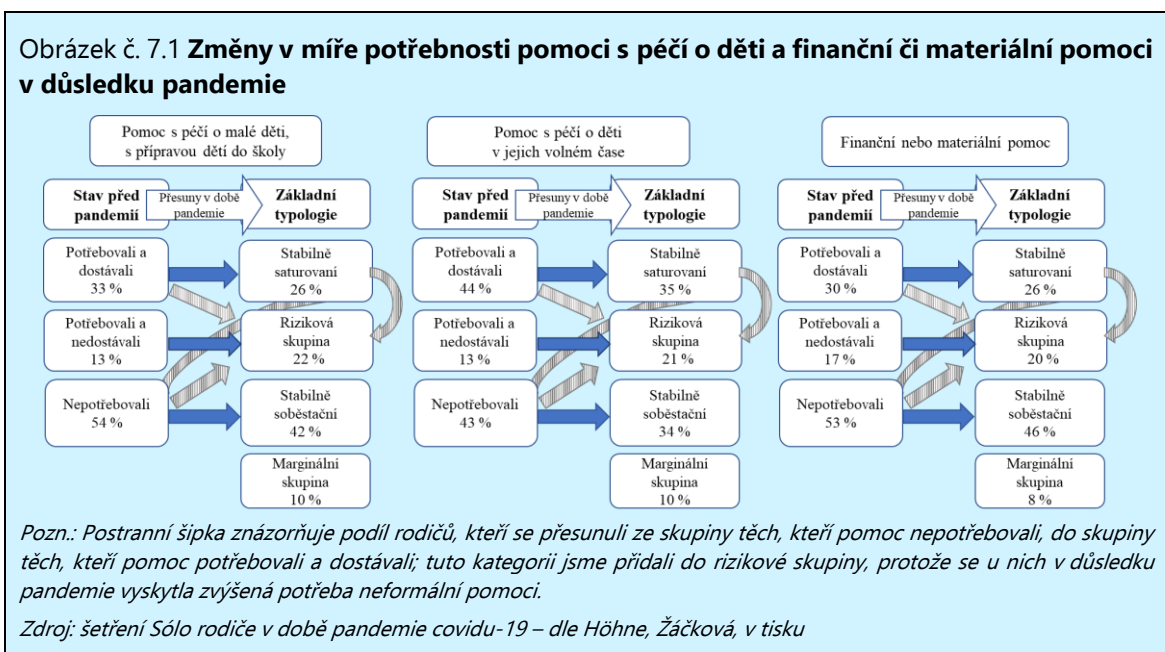 Obrázek č. 7.1 Změny v míře potřebnosti pomoci s péčí o děti a finanční či materiální pomoci
v důsledku pandemie
Pomoc s péčí o malé děti,
s přípravou dětí do školy
Stav před
pandemií
Přesuny v době
pandemie
Základní
typologie
Potřebovali a
dostávali
33 %
Stabilně
saturovaní
26 %
Potřebovali a
nedostávali
13 %
Riziková
skupina
22 %
Nepotřebovali
54 %
Stabilně
soběstační
42 %
Marginální
skupina
10 %
Pomoc s péčí o děti
v jejich volném čase
Stav před
pandemií
Přesuny v době
pandemie
Základní
typologie
Potřebovali a
dostávali
44 %
Stabilně
saturovaní
35 %
Potřebovali a
nedostávali
13 %
Riziková
skupina
21 %
Nepotřebovali
43 %
Stabilně
soběstační
34 %
Marginální
skupina
10 %
Finanční nebo materiální pomoc
Stav před
pandemií
Přesuny v době
pandemie
Základní
typologie
Potřebovali a
dostávali
30 %
Stabilně
saturovaní
26 %
Potřebovali a
nedostávali
17 %
Riziková
skupina
20 %
Nepotřebovali
53 %
Stabilně
soběstační
46 %
Marginální
skupina
8 %
Pozn.: Postranní šipka znázorňuje podíl rodičů, kteří se přesunuli ze skupiny těch, kteří pomoc nepotřebovali, do skupiny
těch, kteří pomoc potřebovali a dostávali; tuto kategorii jsme přidali do rizikové skupiny, protože se u nich v důsledku
pandemie vyskytla zvýšená potřeba neformální pomoci.
Zdroj: šetření Sólo rodiče v době pandemie covidu-19 – dle Höhne, Žáčková, v tisku